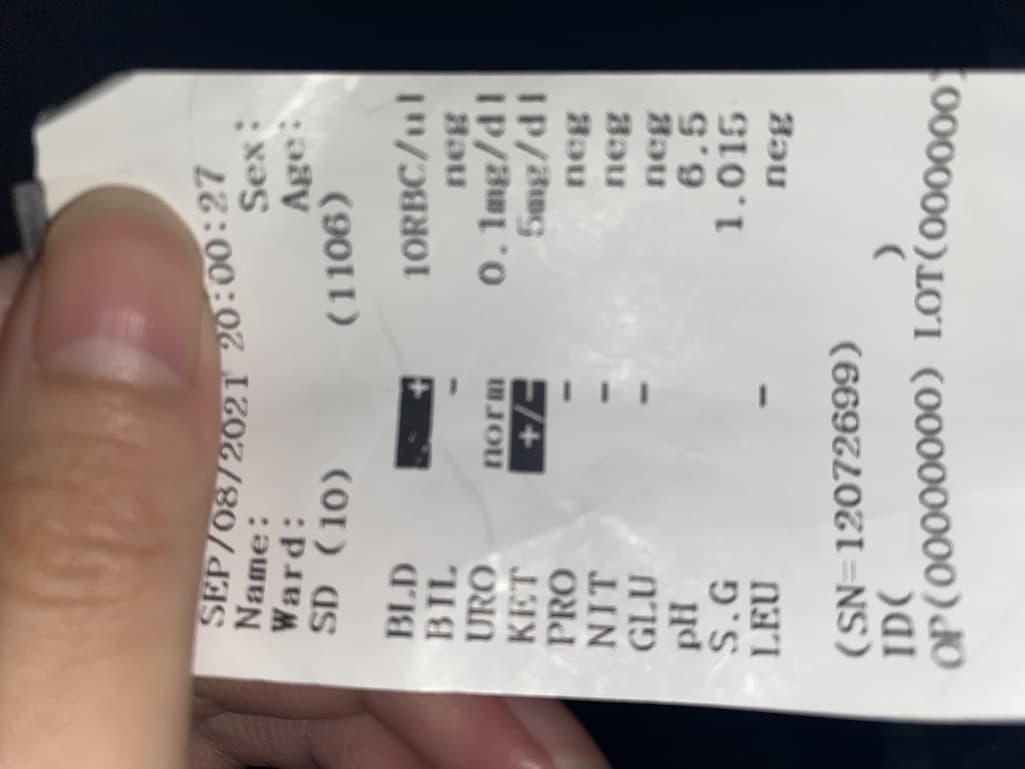 SEP/08/2021 20:00:27
Name: Sex:
Ward: Age:
SD (10) (1106)
BLD + 10RBC/ul
BIL - neg
URO norm 0.1mg/dl
KET +/- 5mg/dl
PRO - neg
NIT - neg
GLU - neg
pH 6.5
S.G 1.015
LEU - neg
(SN=12072699)
ID( )
OP(00000000) LOT(000000)